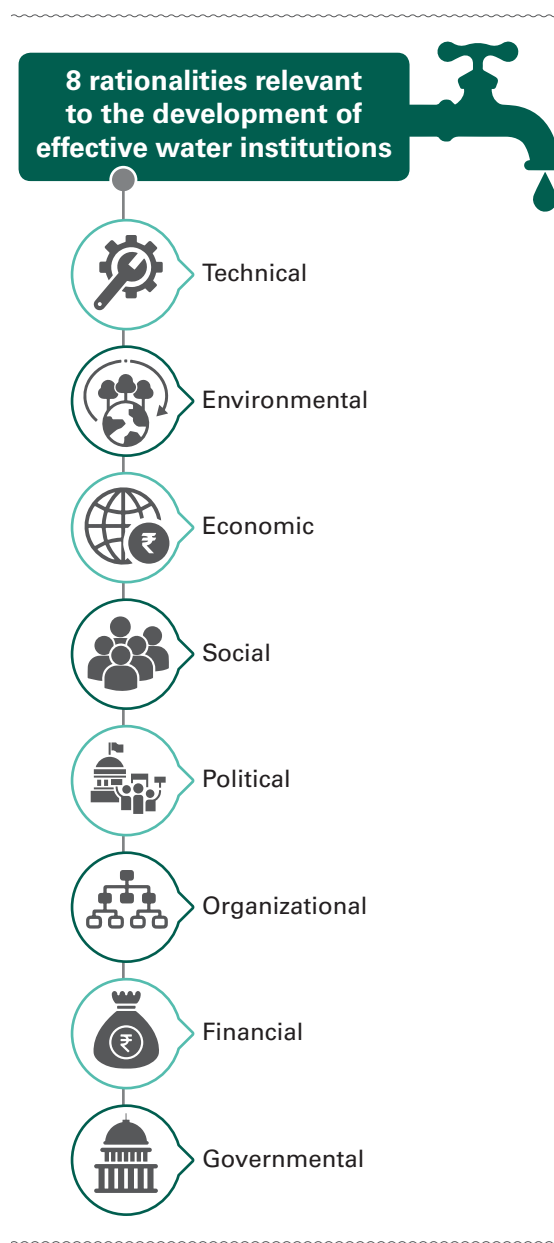 8 rationalities relevant
to the development of
effective water institutions
Technical
Environmental
₹
Economic
Social
Political
Organizational
₹
Financial
Governmental